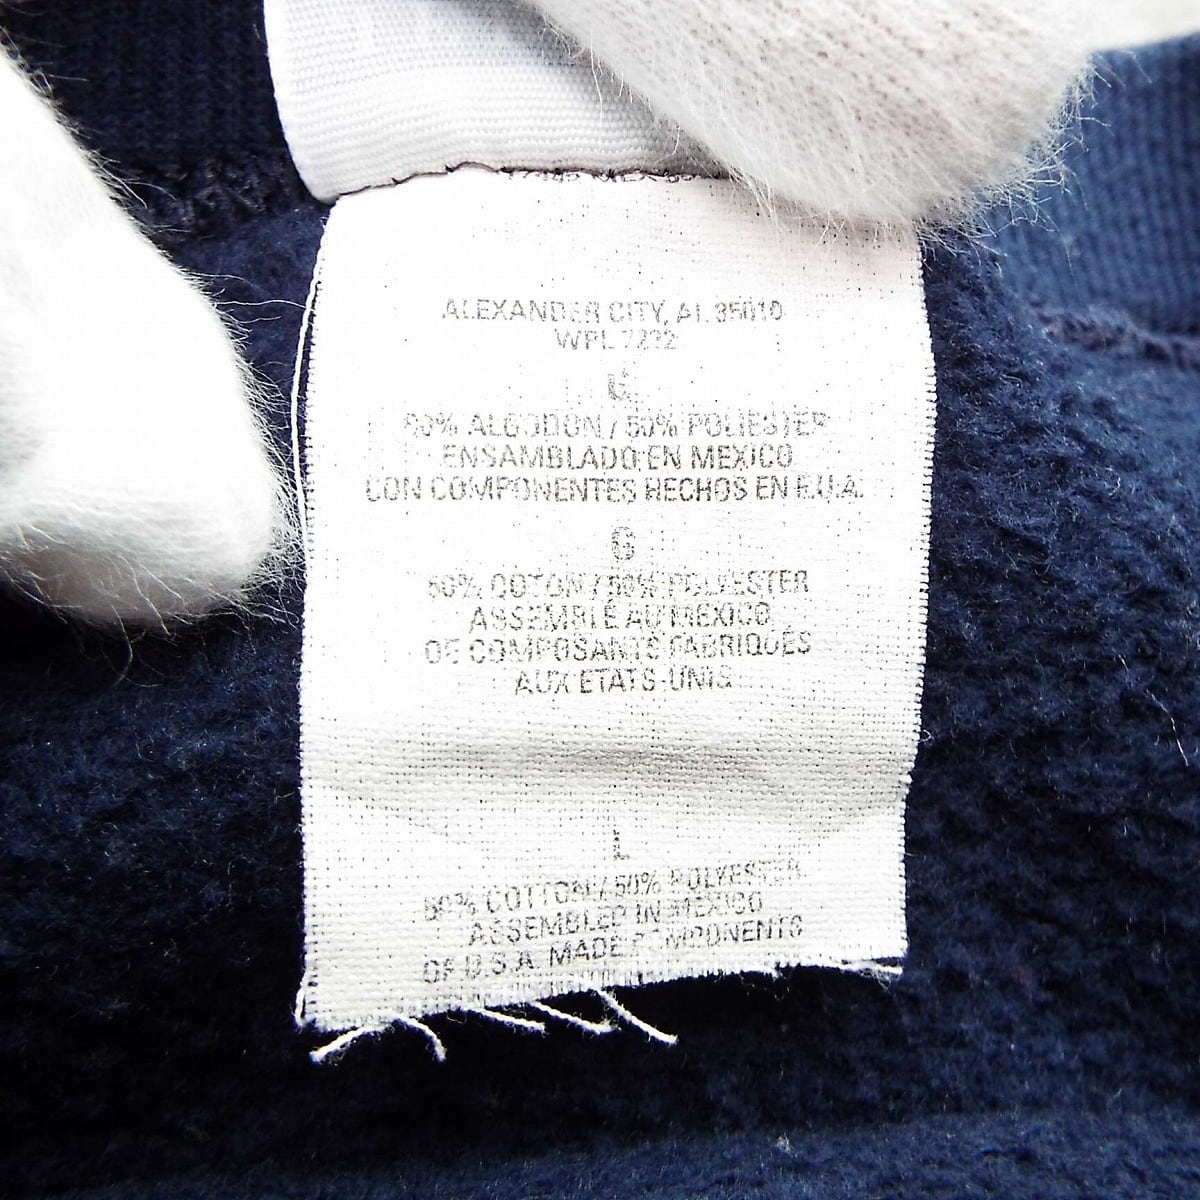 ALEXANDER CITY, AL 35010
WPL 7232
G
50% ALGODON / 50% POLIESTER
ENSAMBLADO EN MEXICO
CON COMPONENTES HECHOS EN E.U.A.
G
50% COTON / 50% POLYESTER
ASSEMBLÉ AU MEXICO
DE COMPOSANTS FABRIQUÉS
AUX ETATS-UNIS
L
50% COTTON / 50% POLYESTER
ASSEMBLED IN MEXICO
OF U.S.A. MADE COMPONENTS